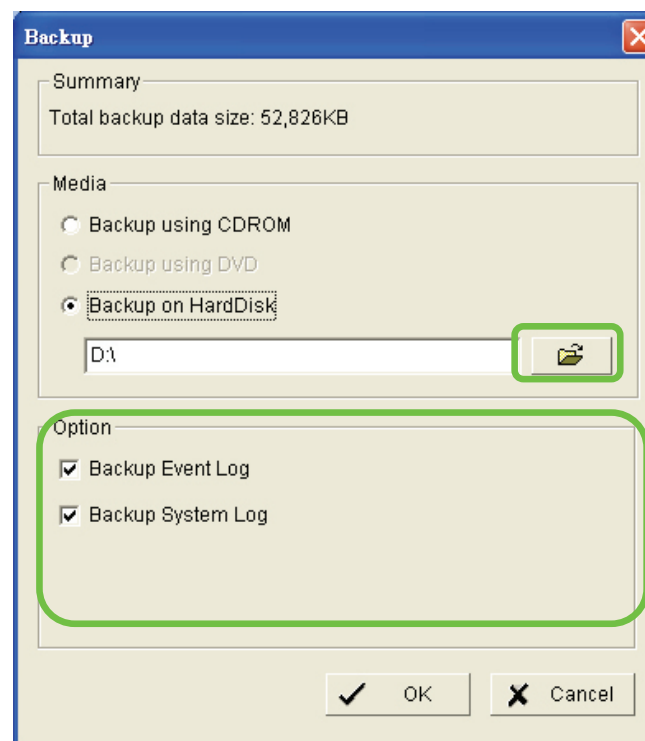 Backup
Summary
Total backup data size: 52,826KB
Media
Backup using CDROM
Backup using DVD
Backup on HardDisk
D:\
Option
Backup Event Log
Backup System Log
OK
Cancel